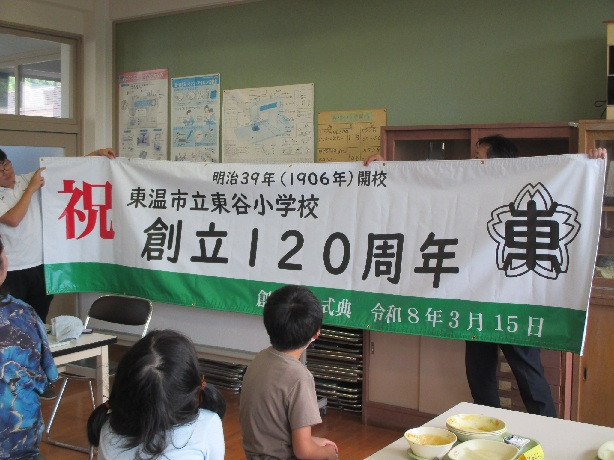 明治39年(1906年)開校
祝
東温市立東谷小学校
創立120周年
東
創 式典 令和8年3月15日